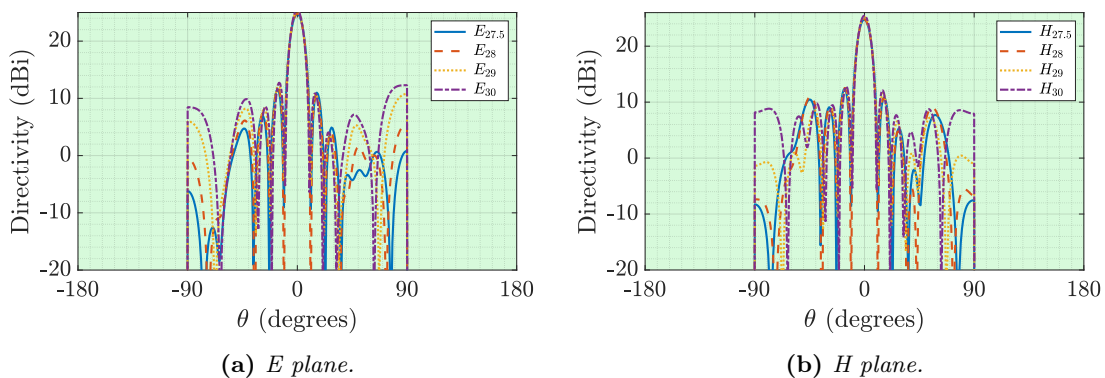 Directivity (dBi)
20
10
0
-10
-20
-180
-90
0
90
180
θ (degrees)
E27.5
E28
E29
E30
(a) E plane.
Directivity (dBi)
20
10
0
-10
-20
-180
-90
0
90
180
θ (degrees)
H27.5
H28
H29
H30
(b) H plane.